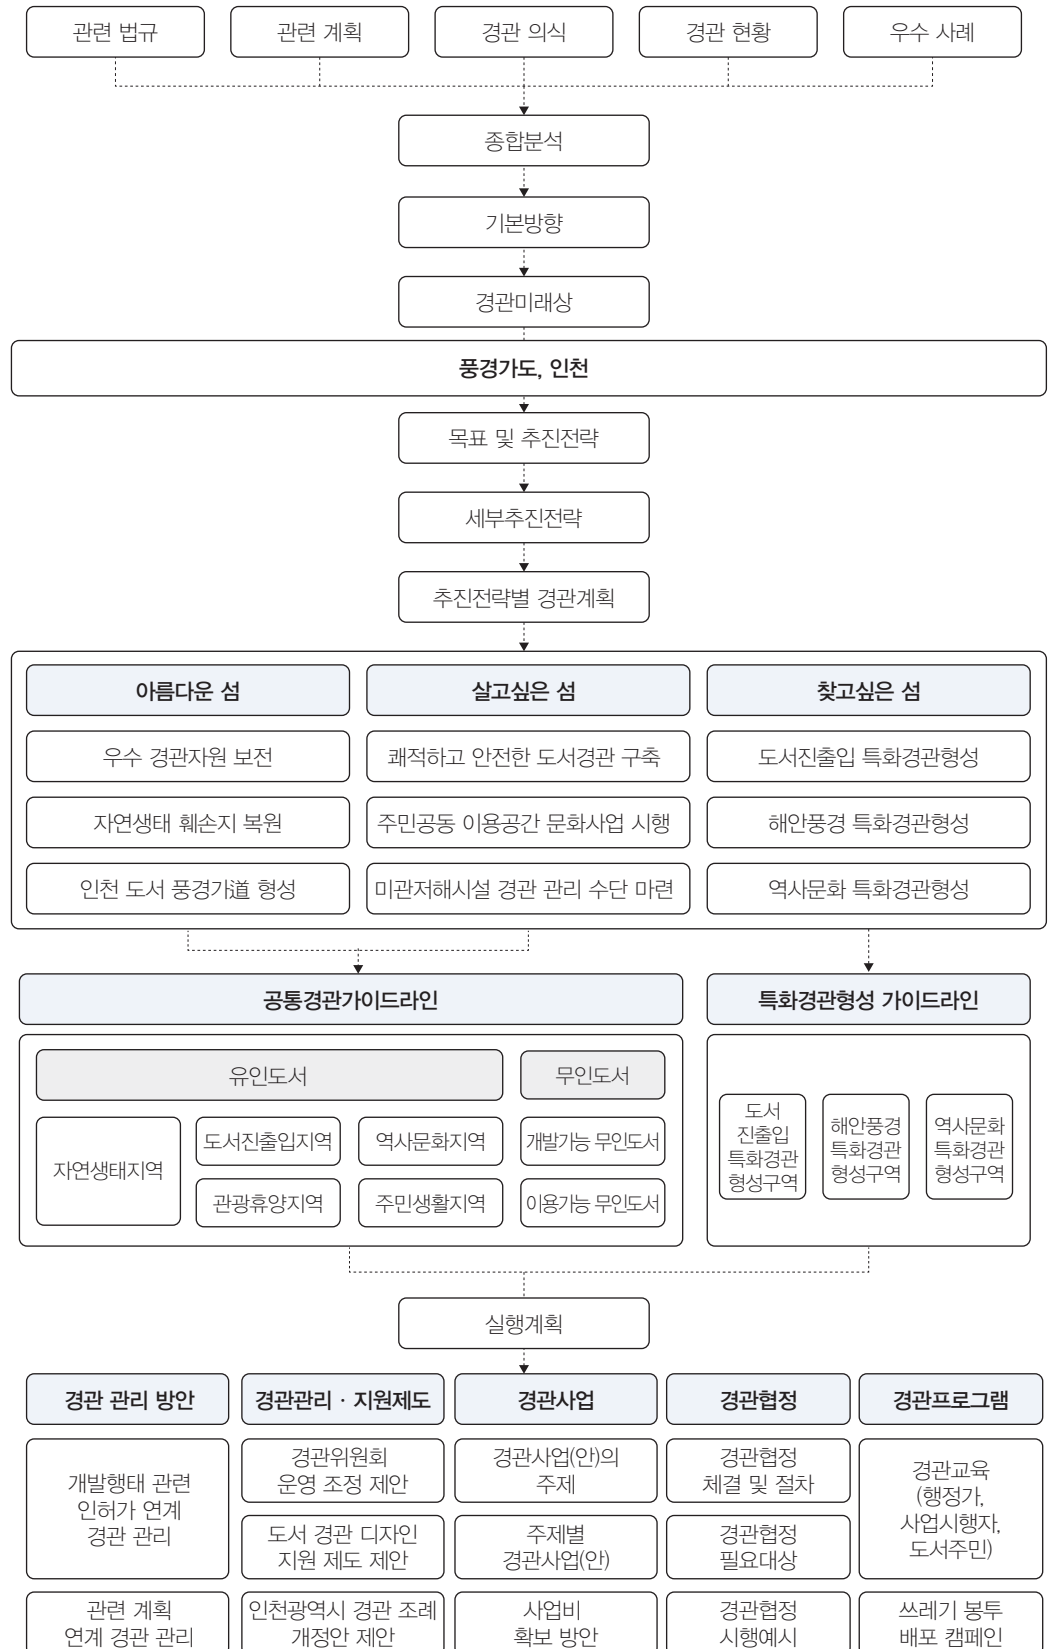 관련 법규
관련 계획
경관 의식
경관 현황
우수 사례
종합분석
기본방향
경관미래상
풍경가도, 인천
목표 및 추진전략
세부추진전략
추진전략별 경관계획
아름다운 섬
살고싶은 섬
찾고싶은 섬
우수 경관자원 보전
쾌적하고 안전한 도서경관 구축
도서진출입 특화경관형성
자연생태 훼손지 복원
주민공동 이용공간 문화사업 시행
해안풍경 특화경관형성
인천 도서 풍경가道 형성
미관저해시설 경관 관리 수단 마련
역사문화 특화경관형성
공통경관가이드라인
특화경관형성 가이드라인
유인도서
무인도서
자연생태지역
도서진출입지역
역사문화지역
개발가능 무인도서
관광휴양지역
주민생활지역
이용가능 무인도서
도서
진출입
특화경관
형성구역
해안풍경
특화경관
형성구역
역사문화
특화경관
형성구역
실행계획
경관 관리 방안
경관관리 · 지원제도
경관사업
경관협정
경관프로그램
개발행태 관련
인허가 연계
경관 관리
경관위원회
운영 조정 제안
경관사업(안)의
주제
경관협정
체결 및 절차
경관교육
(행정가,
사업시행자,
도서주민)
도서 경관 디자인
지원 제도 제안
주제별
경관사업(안)
경관협정
필요대상
관련 계획
연계 경관 관리
인천광역시 경관 조례
개정안 제안
사업비
확보 방안
경관협정
시행예시
쓰레기 봉투
배포 캠페인